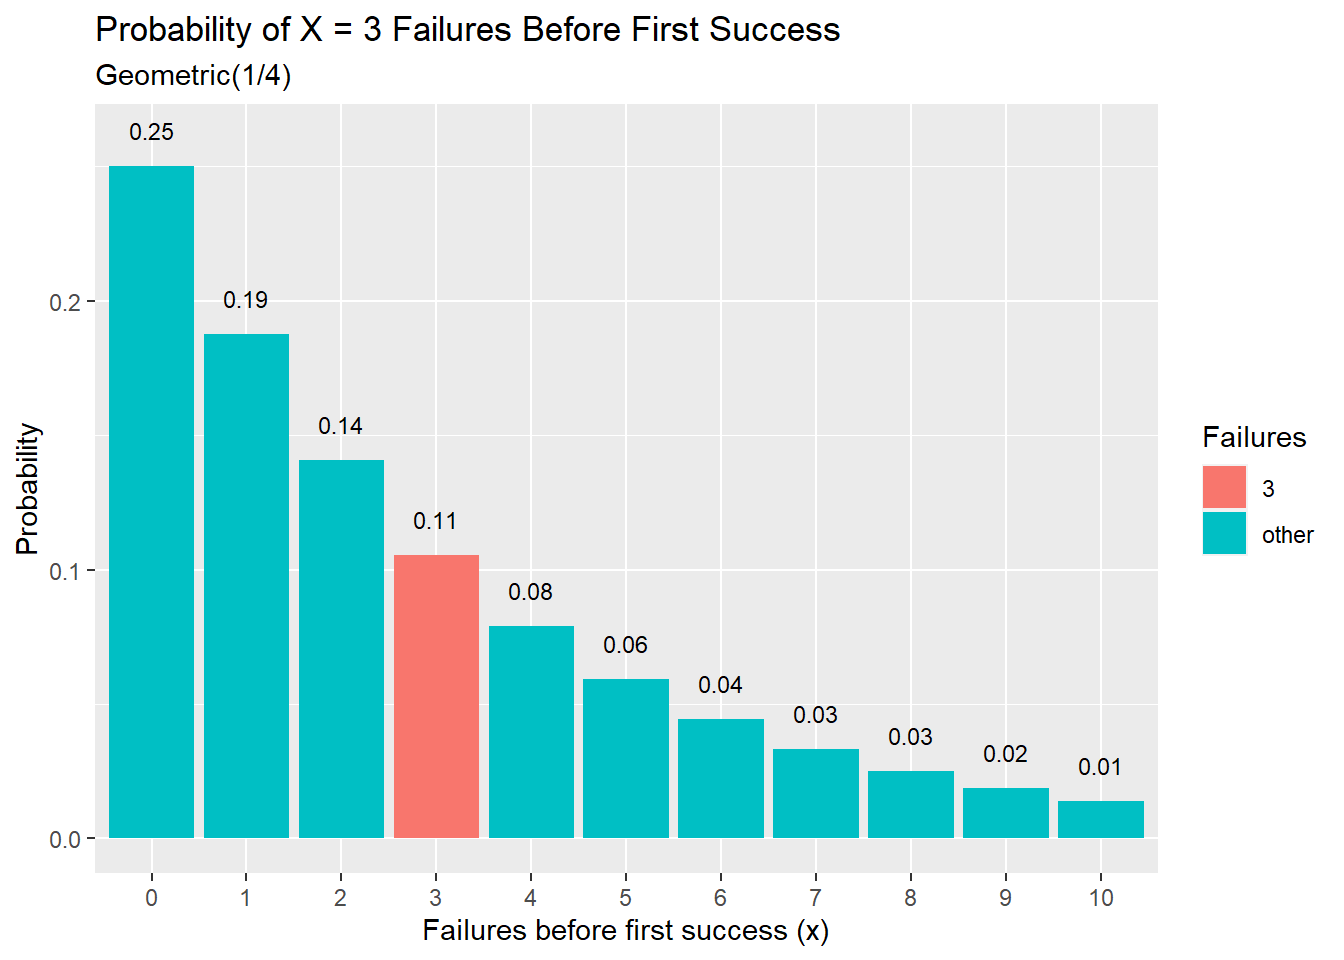 Probability of X = 3 Failures Before First Success
Geometric(1/4)
0.25
0.19
0.14
0.11
0.08
0.06
0.04
0.03
0.03
0.02
0.01
0.2
0.1
0.0
Probability
0 1 2 3 4 5 6 7 8 9 10
Failures before first success (x)
Failures
3
other